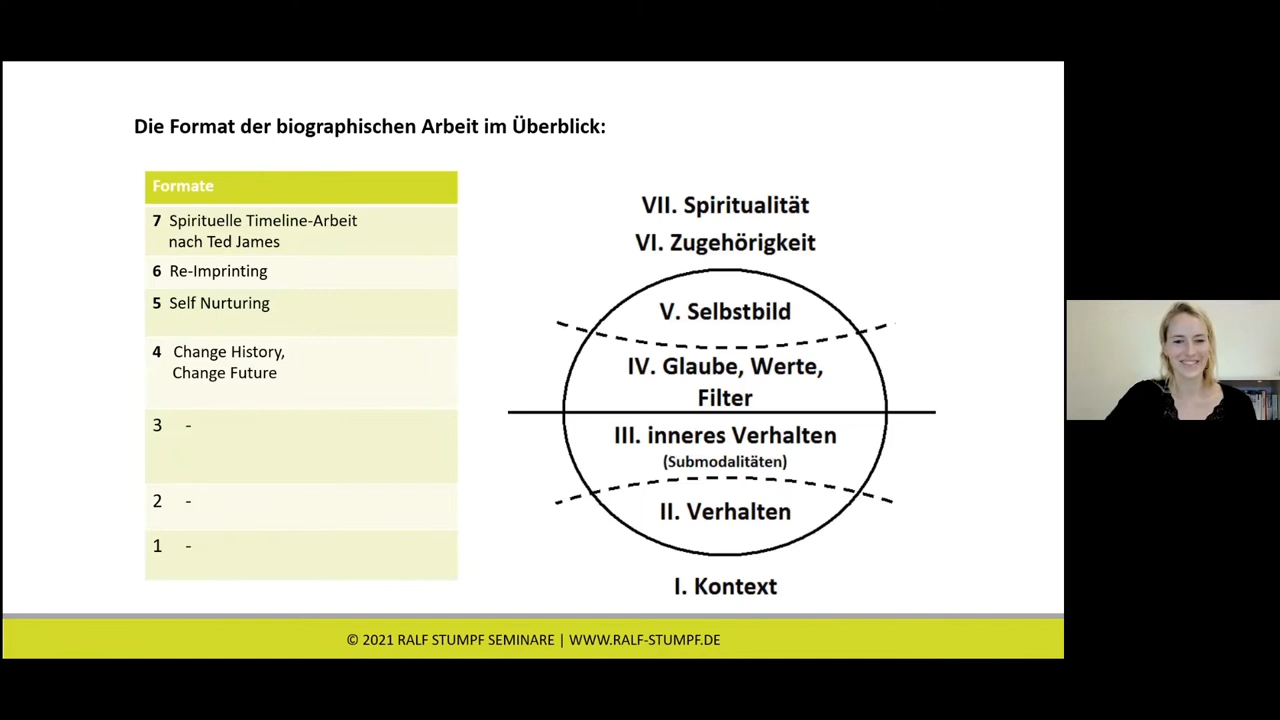 Die Format der biographischen Arbeit im Überblick:
Formate
7 Spirituelle Timeline-Arbeit
nach Ted James
6 Re-Imprinting
5 Self Nurturing
4 Change History,
Change Future
3 -
2 -
1 -
VII. Spiritualität
VI. Zugehörigkeit
V. Selbstbild
IV. Glaube, Werte,
Filter
III. inneres Verhalten
(Submodalitäten)
II. Verhalten
I. Kontext
© 2021 RALF STUMPF SEMINARE | WWW.RALF-STUMPF.DE